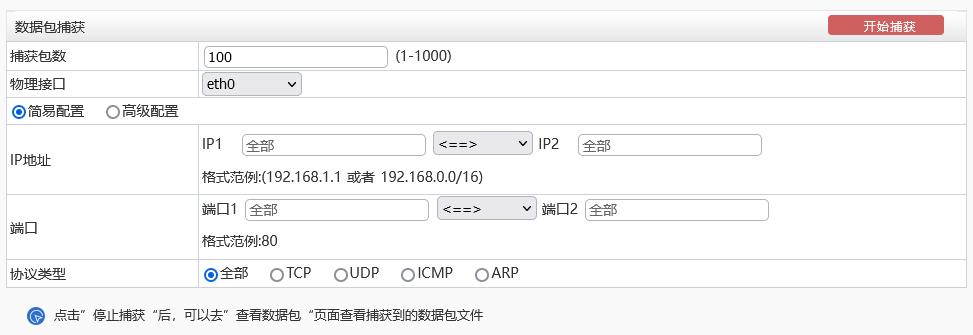 数据包捕获 开始捕获
捕获包数 100 (1-1000)
物理接口 eth0
简易配置 高级配置
IP地址 IP1 全部 <==> IP2 全部
格式范例:(192.168.1.1 或者 192.168.0.0/16)
端口 端口1 全部 <==> 端口2 全部
格式范例:80
协议类型 全部 TCP UDP ICMP ARP
点击”停止捕获“后，可以去”查看数据包“页面查看捕获到的数据包文件